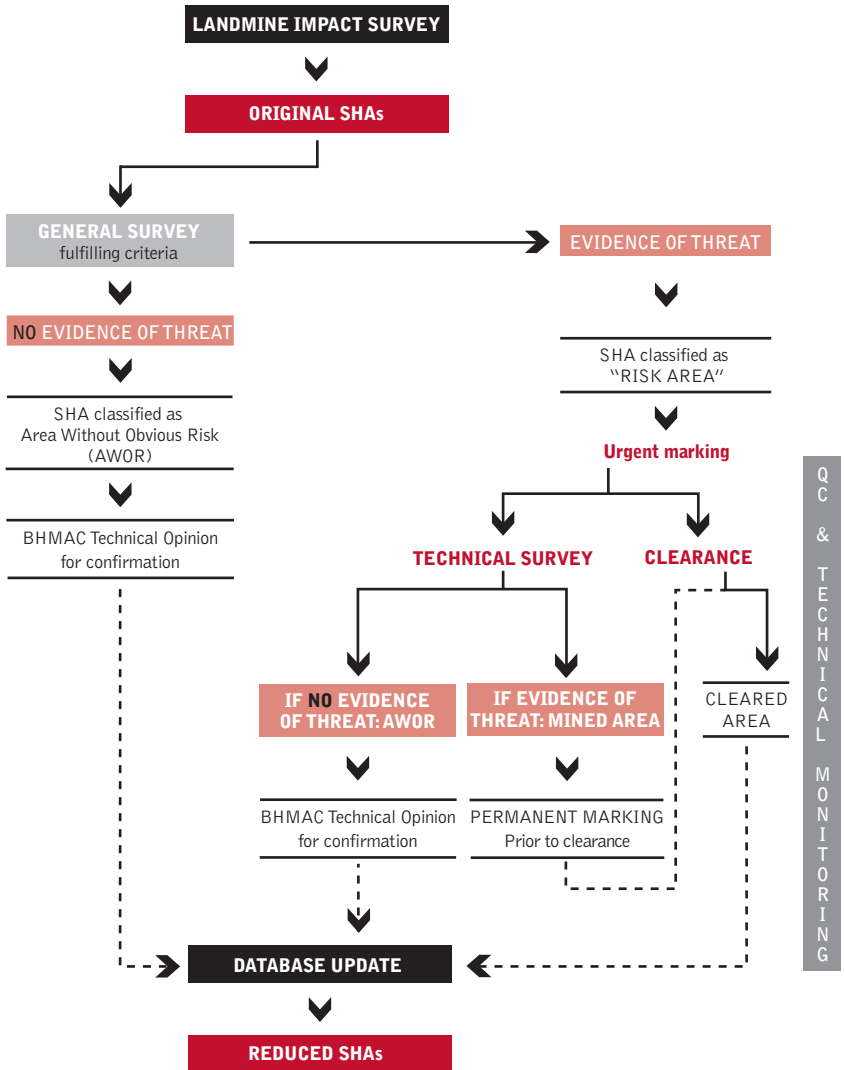 LANDMINE IMPACT SURVEY
ORIGINAL SHAs
GENERAL SURVEY
fulfilling criteria
EVIDENCE OF THREAT
NO EVIDENCE OF THREAT
SHA classified as
"RISK AREA"
SHA classified as
Area Without Obvious Risk
(AWOR)
Urgent marking
BHMAC Technical Opinion
for confirmation
TECHNICAL SURVEY
CLEARANCE
IF NO EVIDENCE
OF THREAT: AWOR
IF EVIDENCE OF
THREAT: MINED AREA
CLEARED
AREA
BHMAC Technical Opinion
for confirmation
PERMANENT MARKING
Prior to clearance
DATABASE UPDATE
REDUCED SHAs
QC & TECHNICAL MONITORING